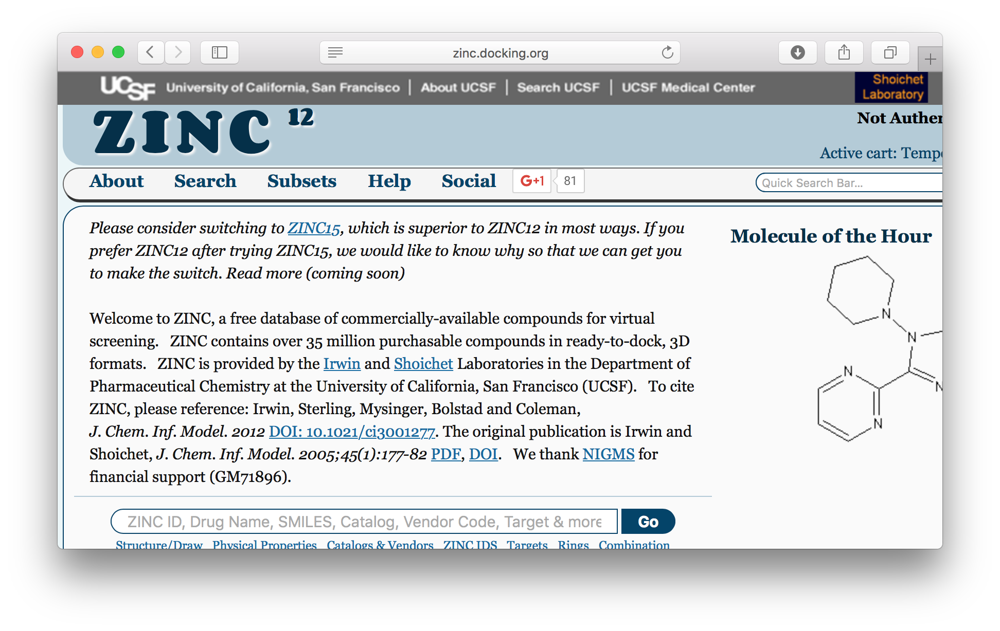 zinc.docking.org
UCSF University of California, San Francisco | About UCSF | Search UCSF | UCSF Medical Center
Shoichet
Laboratory
ZINC 12
Not Auther
Active cart: Tempo
About Search Subsets Help Social G+1 81 Quick Search Bar...
Please consider switching to ZINC15, which is superior to ZINC12 in most ways. If you
prefer ZINC12 after trying ZINC15, we would like to know why so that we can get you
to make the switch. Read more (coming soon)
Welcome to ZINC, a free database of commercially-available compounds for virtual
screening. ZINC contains over 35 million purchasable compounds in ready-to-dock, 3D
formats. ZINC is provided by the Irwin and Shoichet Laboratories in the Department of
Pharmaceutical Chemistry at the University of California, San Francisco (UCSF). To cite
ZINC, please reference: Irwin, Sterling, Mysinger, Bolstad and Coleman,
J. Chem. Inf. Model. 2012 DOI: 10.1021/ci3001277. The original publication is Irwin and
Shoichet, J. Chem. Inf. Model. 2005;45(1):177-82 PDF, DOI. We thank NIGMS for
financial support (GM71896).
ZINC ID, Drug Name, SMILES, Catalog, Vendor Code, Target & more Go
Structure/Draw Physical Properties Catalogs & Vendors ZINC IDS Targets Rings Combination
Molecule of the Hour
N
N
N
N
N